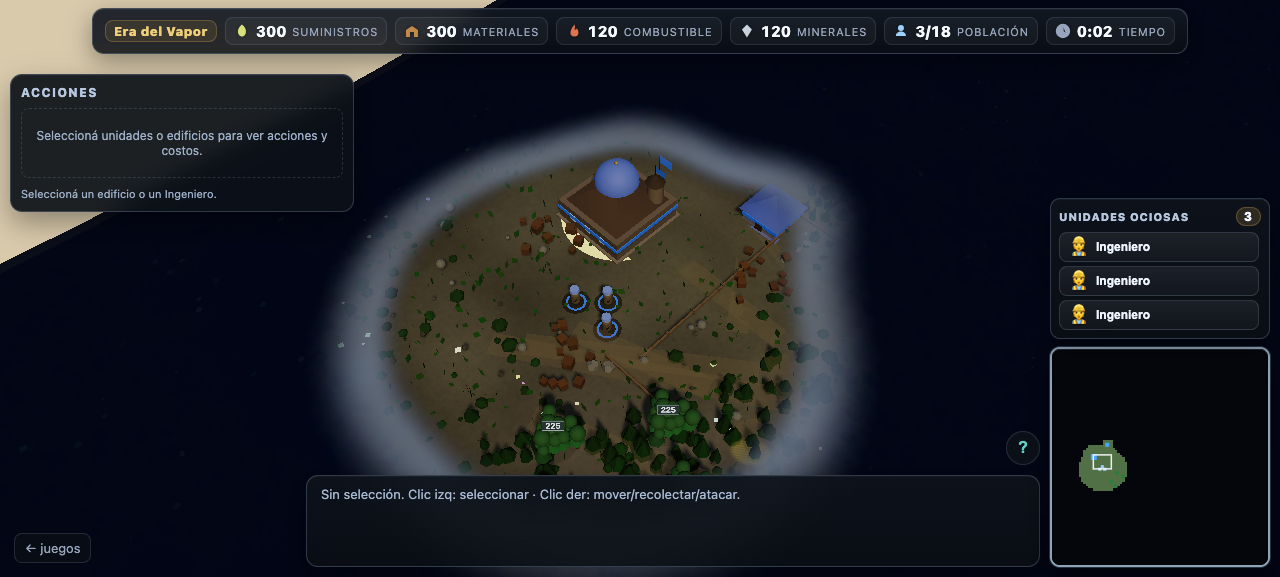 Era del Vapor
300 SUMINISTROS
300 MATERIALES
120 COMBUSTIBLE
120 MINERALES
3/18 POBLACIÓN
0:02 TIEMPO
ACCIONES
Seleccioná unidades o edificios para ver acciones y
costos.
Seleccioná un edificio o un Ingeniero.
UNIDADES OCIOSAS 3
Ingeniero
Ingeniero
Ingeniero
225
225
?
Sin selección. Clic izq: seleccionar · Clic der: mover/recolectar/atacar.
← juegos